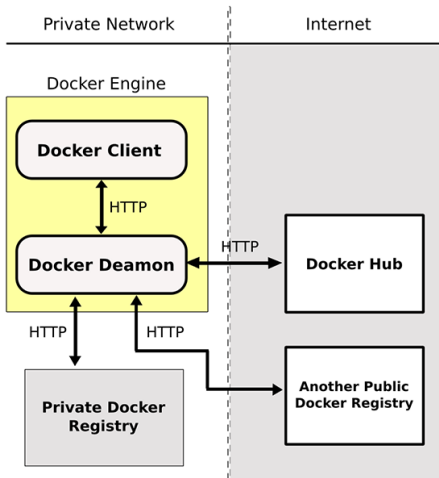 Private Network
Internet
Docker Engine
Docker Client
HTTP
Docker Deamon
HTTP
Docker Hub
HTTP
HTTP
Private Docker
Registry
Another Public
Docker Registry